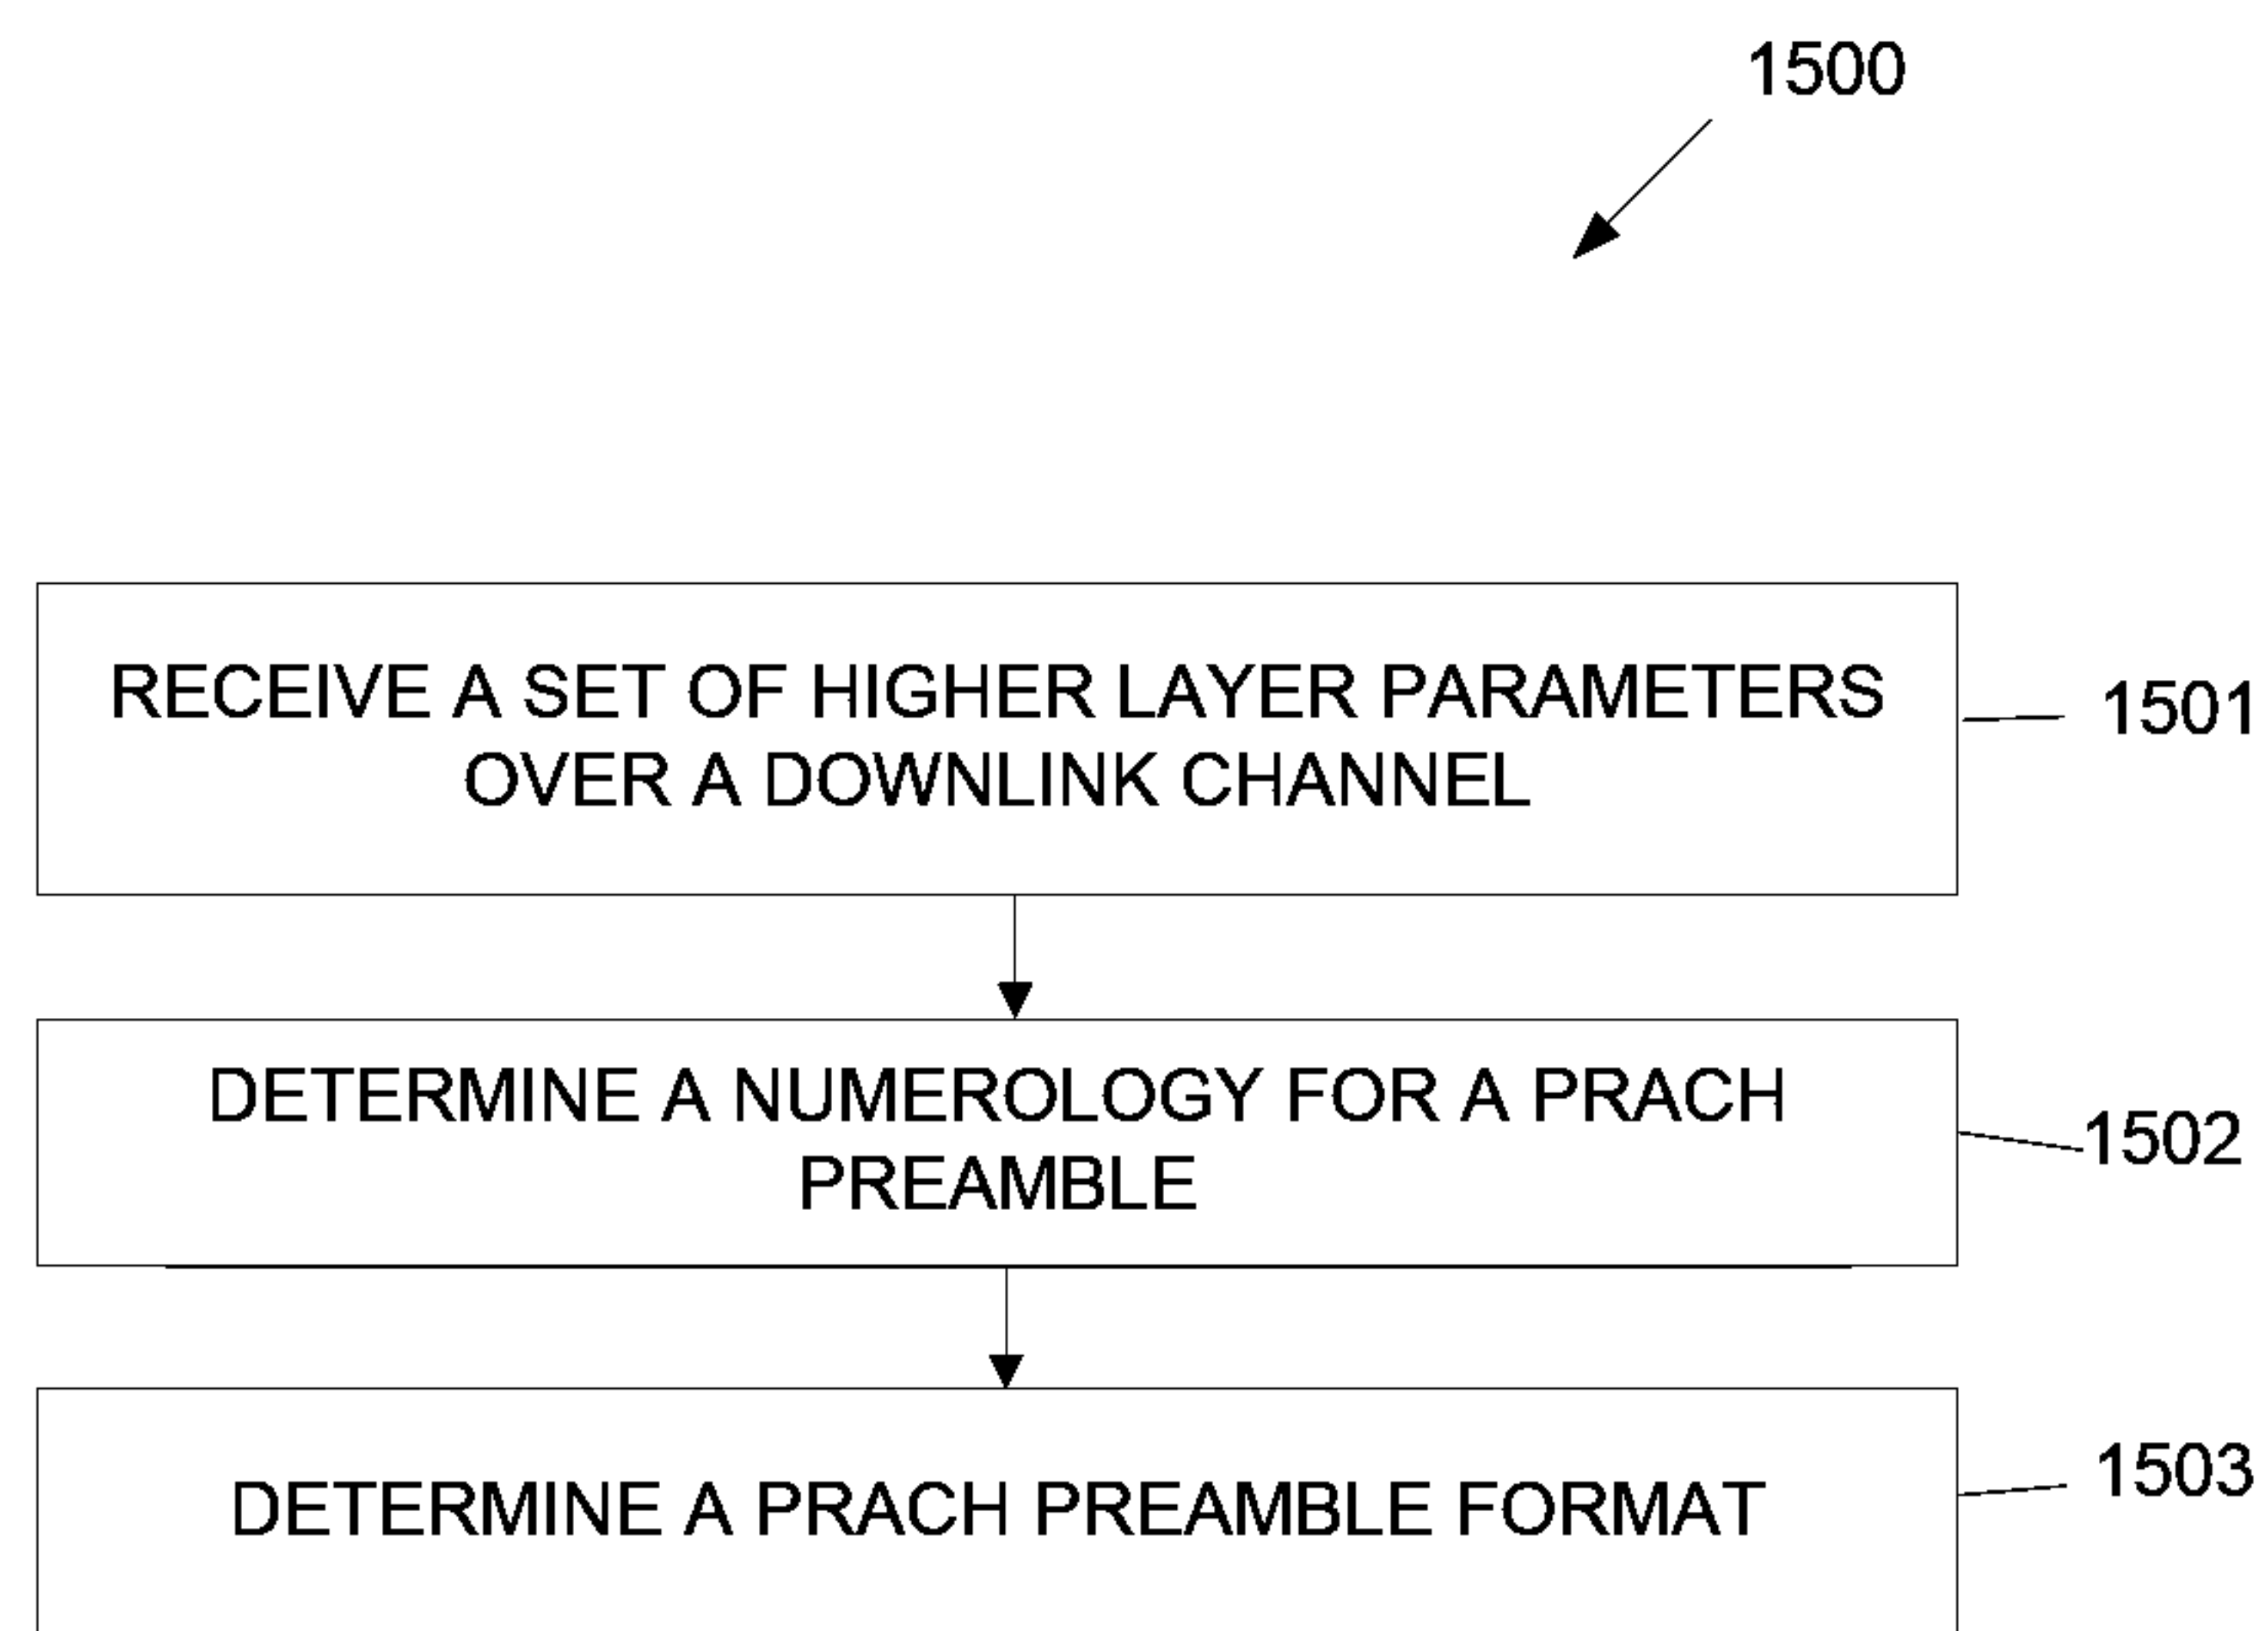 1500
RECEIVE A SET OF HIGHER LAYER PARAMETERS
OVER A DOWNLINK CHANNEL
1501
DETERMINE A NUMEROLOGY FOR A PRACH
PREAMBLE
1502
DETERMINE A PRACH PREAMBLE FORMAT
1503